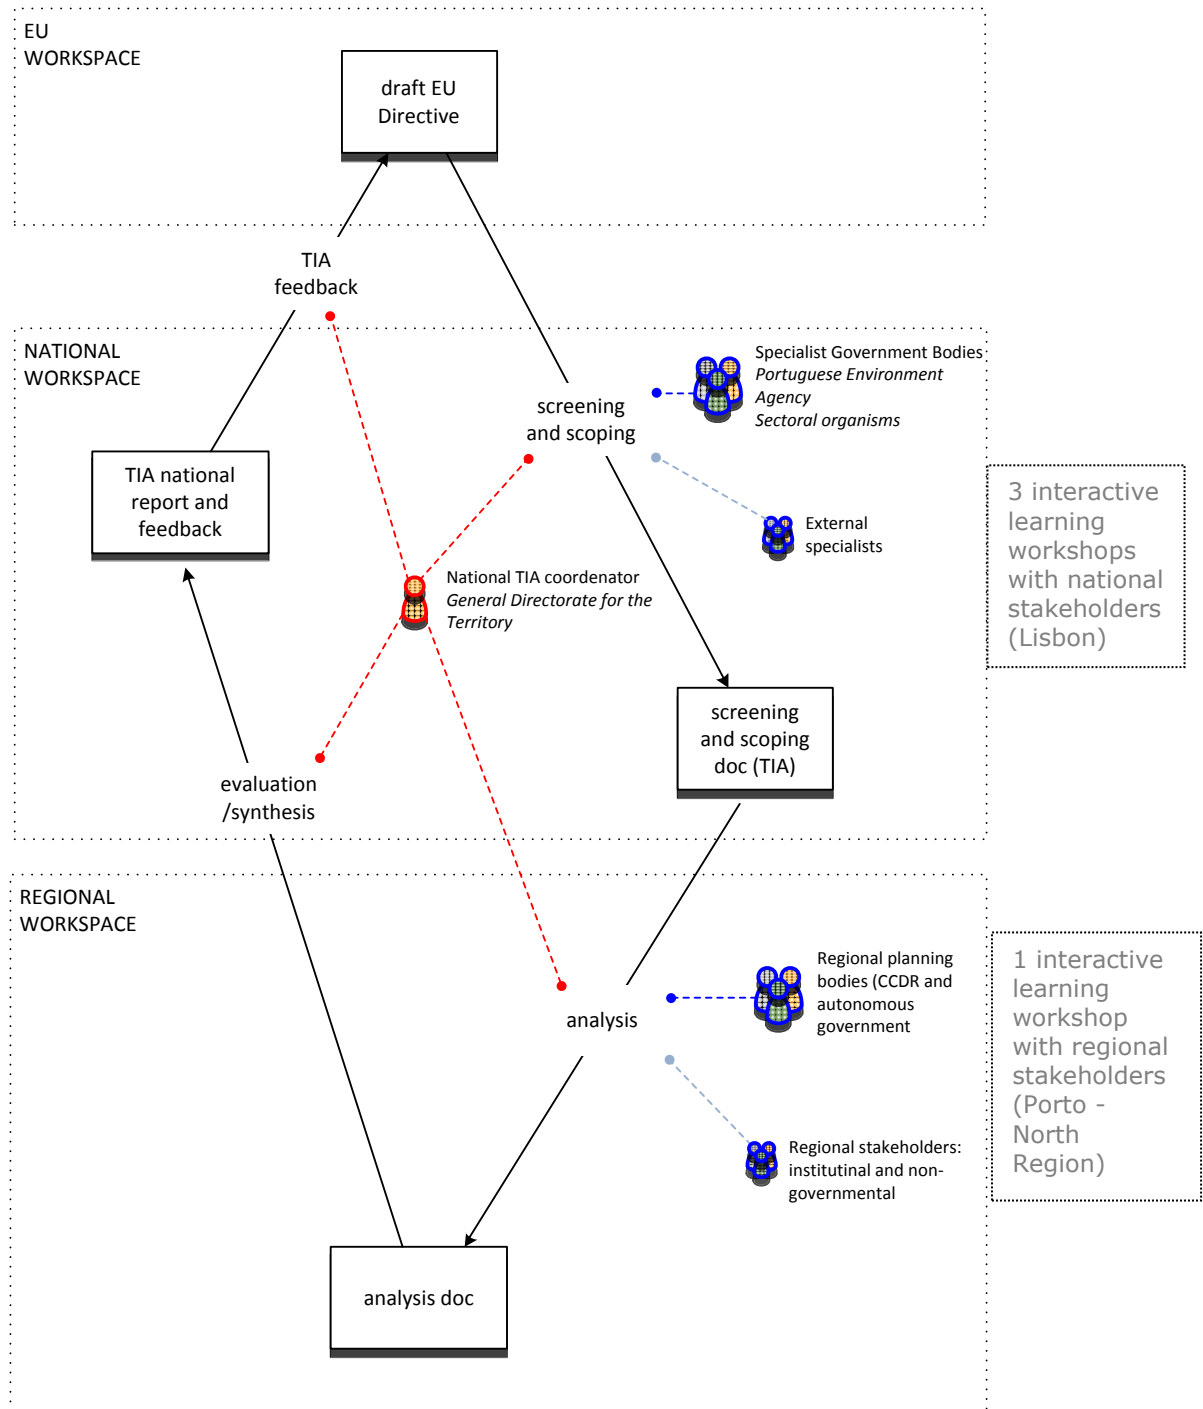 EU
WORKSPACE
draft EU
Directive
TIA
feedback
NATIONAL
WORKSPACE
Specialist Government Bodies
Portuguese Environment
Agency
Sectoral organisms
screening
and scoping
TIA national
report and
feedback
External
specialists
National TIA coordenator
General Directorate for the
Territory
3 interactive
learning
workshops
with national
stakeholders
(Lisbon)
screening
and scoping
doc (TIA)
evaluation
/synthesis
REGIONAL
WORKSPACE
Regional planning
bodies (CCDR and
autonomous
government
analysis
1 interactive
learning
workshop
with regional
stakeholders
(Porto -
North
Region)
Regional stakeholders:
institutinal and non-
governmental
analysis doc